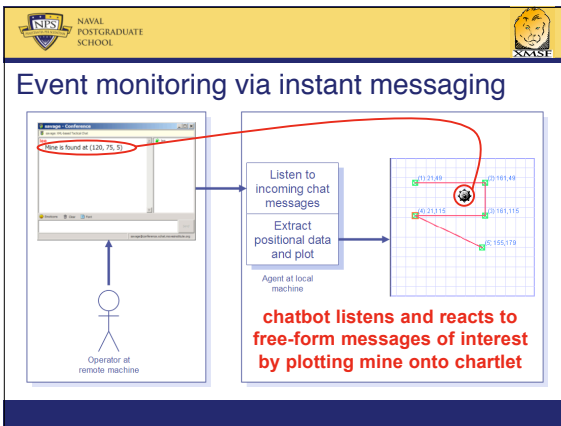 NPS
NAVAL
POSTGRADUATE
SCHOOL
XMSF
Event monitoring via instant messaging
savage - Conference
Mine is found at (120, 75, 5)
Operator at
remote machine
Listen to
incoming chat
messages
Extract
positional data
and plot
Agent at local
machine
(1) 21,49
(2) 161,49
(4) 21,115
(3) 161,115
(5) 155,179
chatbot listens and reacts to
free-form messages of interest
by plotting mine onto chartlet